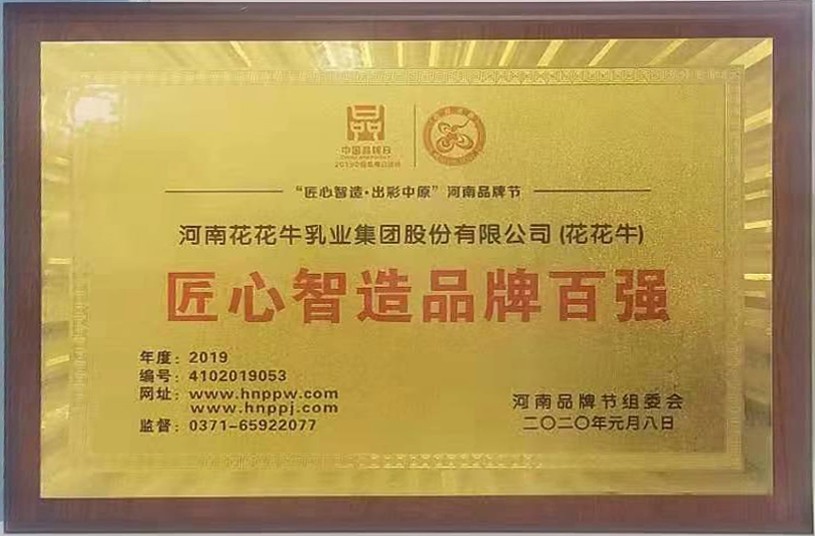 中国品牌日
"匠心智造·出彩中原"河南品牌节
河南花花牛乳业集团股份有限公司(花花牛)
匠心智造品牌百强
年度：2019
编号：4102019053
网址：www.hnppw.com
www.hnppj.com
监督：0371-65922077
河南品牌节组委会
二〇二〇年元月八日